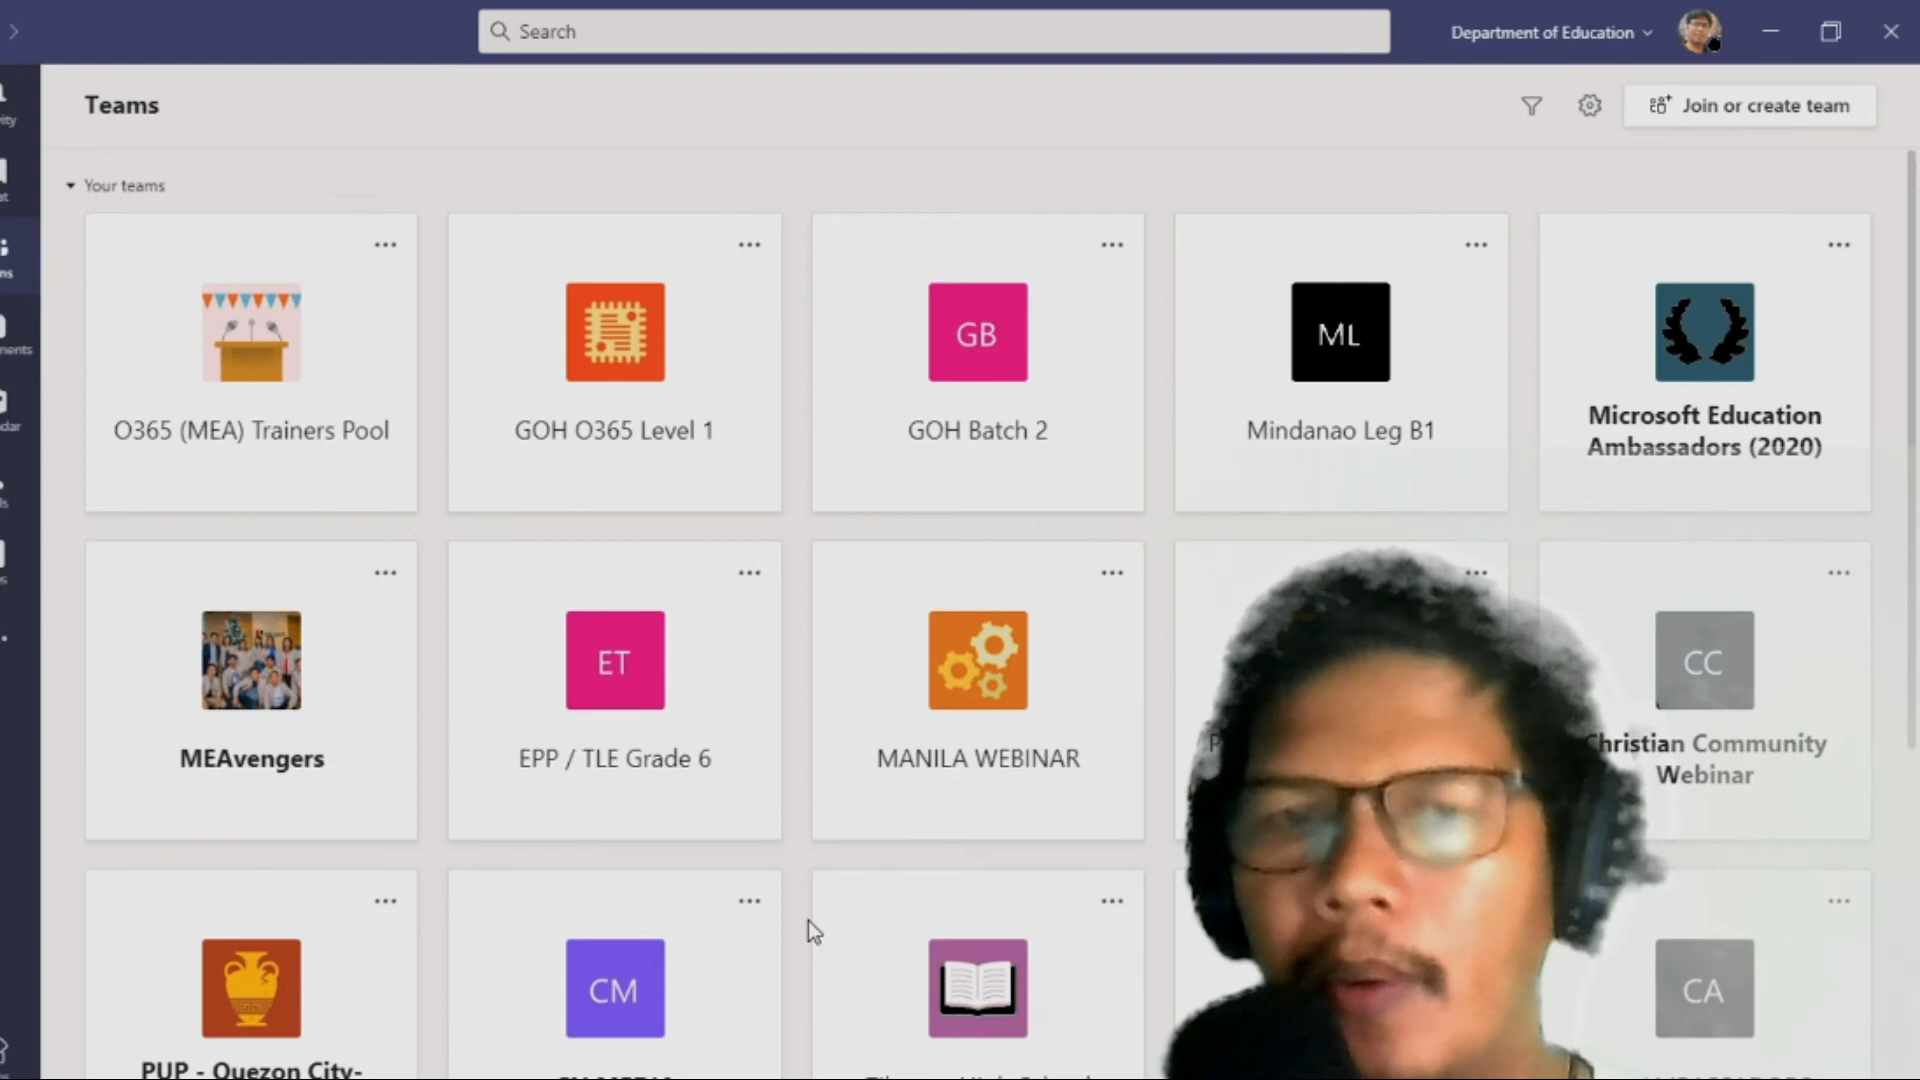 Search
Department of Education
Teams
Join or create team
Your teams
GB
ML
O365 (MEA) Trainers Pool
GOH O365 Level 1
GOH Batch 2
Mindanao Leg B1
Microsoft Education
Ambassadors (2020)
ET
CC
MEAvengers
EPP / TLE Grade 6
MANILA WEBINAR
Christian Community
Webinar
CM
CA
PUP - Quezon City-